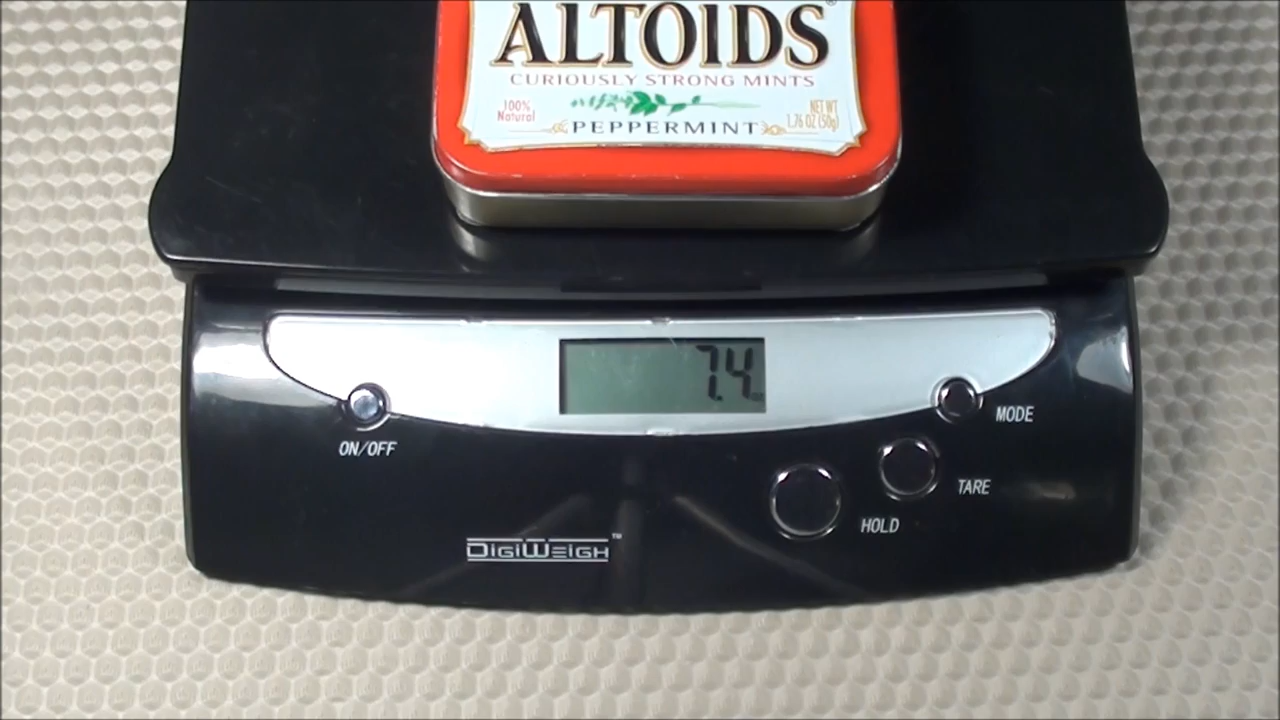 ALTOIDS®
CURIOUSLY STRONG MINTS
100% Natural
NET WT 1.76 OZ (50g)
PEPPERMINT
7.4
ON/OFF
MODE
TARE
HOLD
DIGIWEIGH™